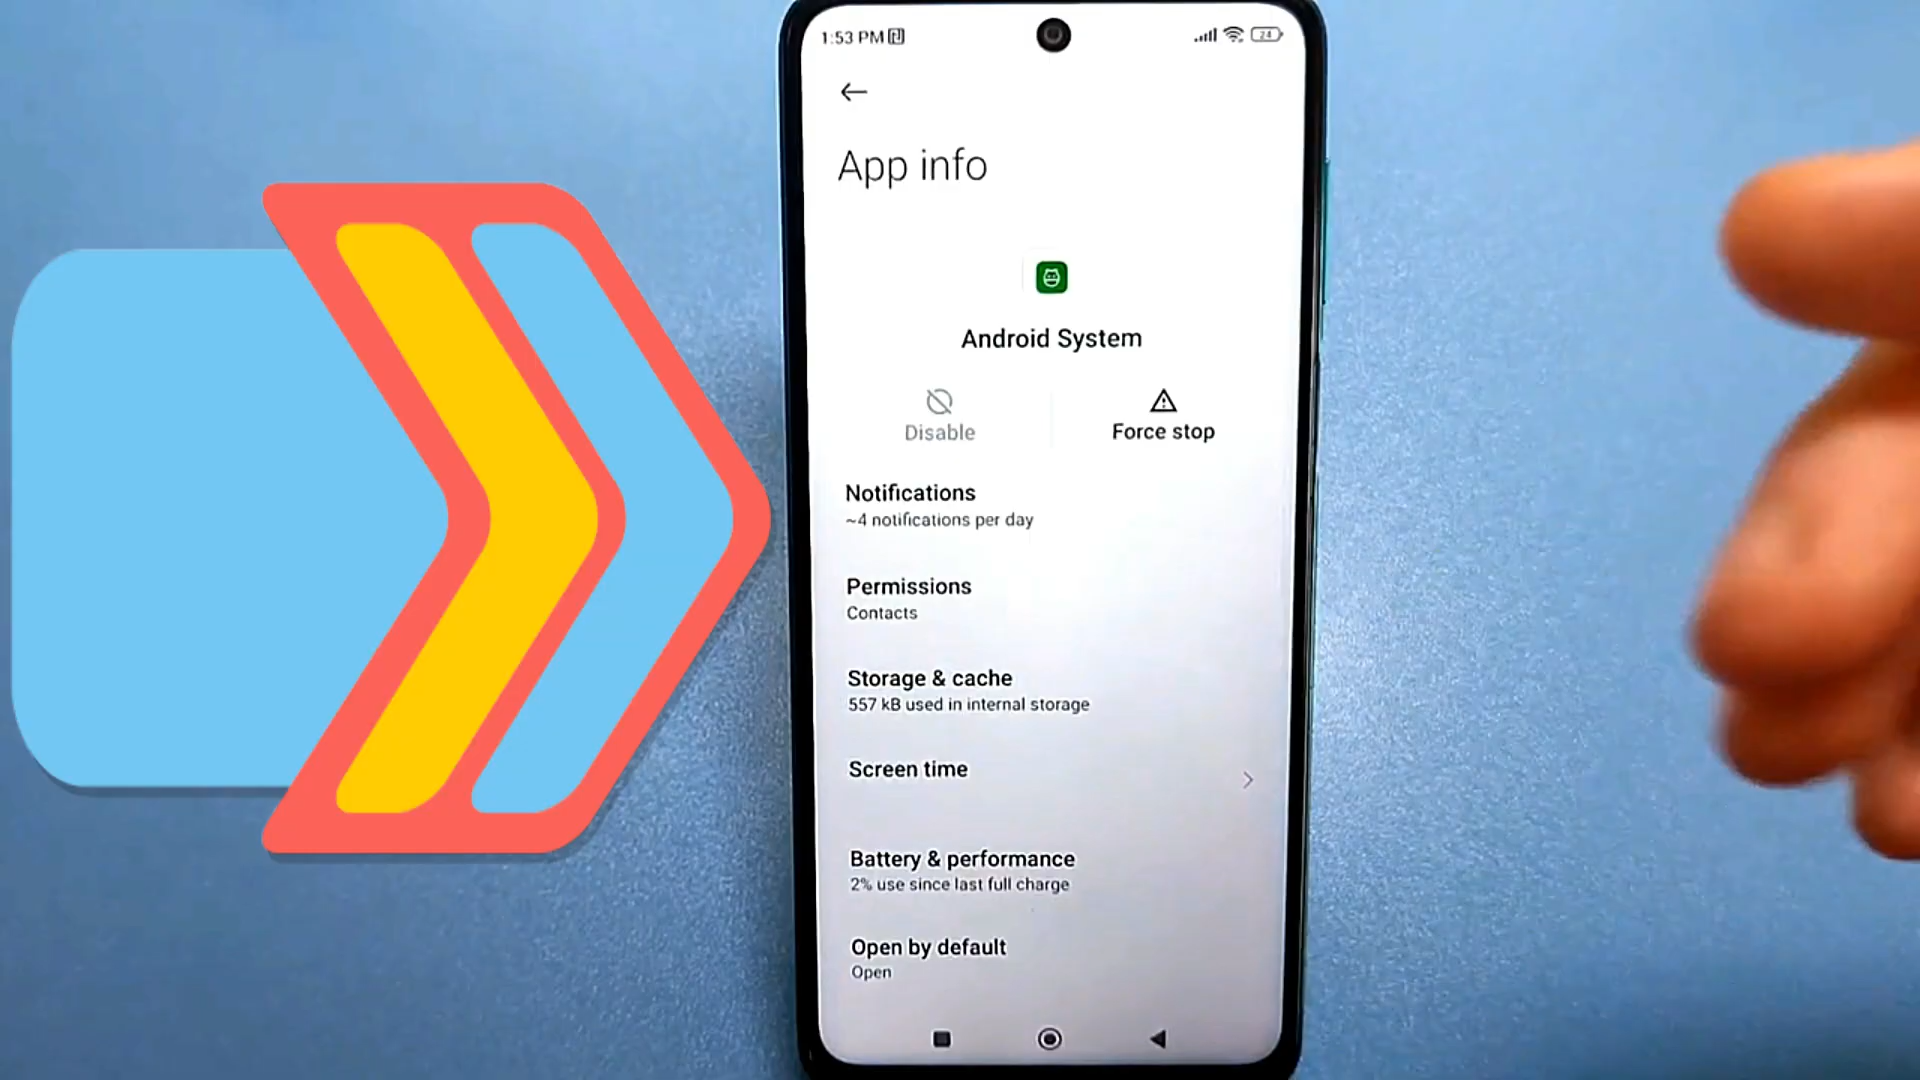 1:53 PM
24
App info
Android System
Disable
Force stop
Notifications
~4 notifications per day
Permissions
Contacts
Storage & cache
557 kB used in internal storage
Screen time
Battery & performance
2% use since last full charge
Open by default
Open